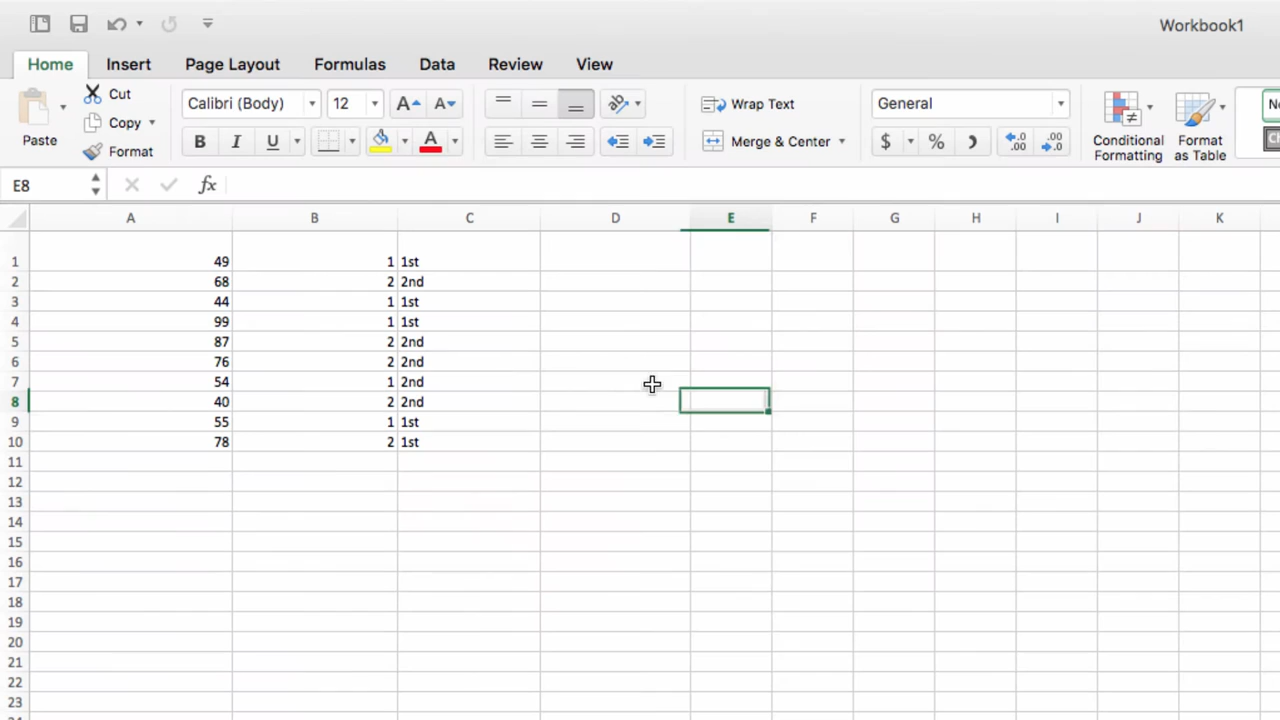 Workbook1
Home Insert Page Layout Formulas Data Review View
Paste
Cut
Copy
Format
Calibri (Body) 12 A A
B I U A
Wrap Text
Merge & Center
General
$ % .0 .00 .00 .0
Conditional Formatting
Format as Table
E8 fx
A B C D E F G H I J K
1 49 1 1st
2 68 2 2nd
3 44 1 1st
4 99 1 1st
5 87 2 2nd
6 76 2 2nd
7 54 1 2nd
8 40 2 2nd
9 55 1 1st
10 78 2 1st
11
12
13
14
15
16
17
18
19
20
21
22
23